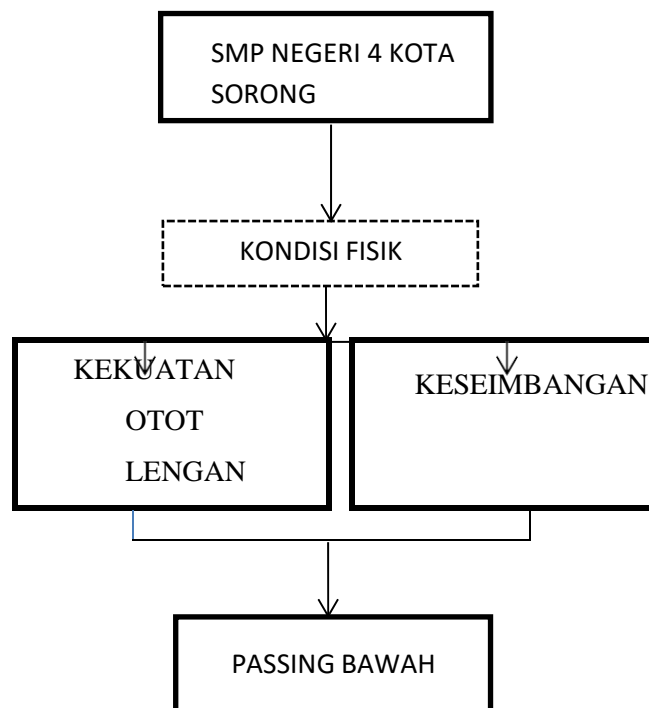 SMP NEGERI 4 KOTA
SORONG
KONDISI FISIK
KEKUATAN
OTOT
LENGAN
KESEIMBANGAN
PASSING BAWAH